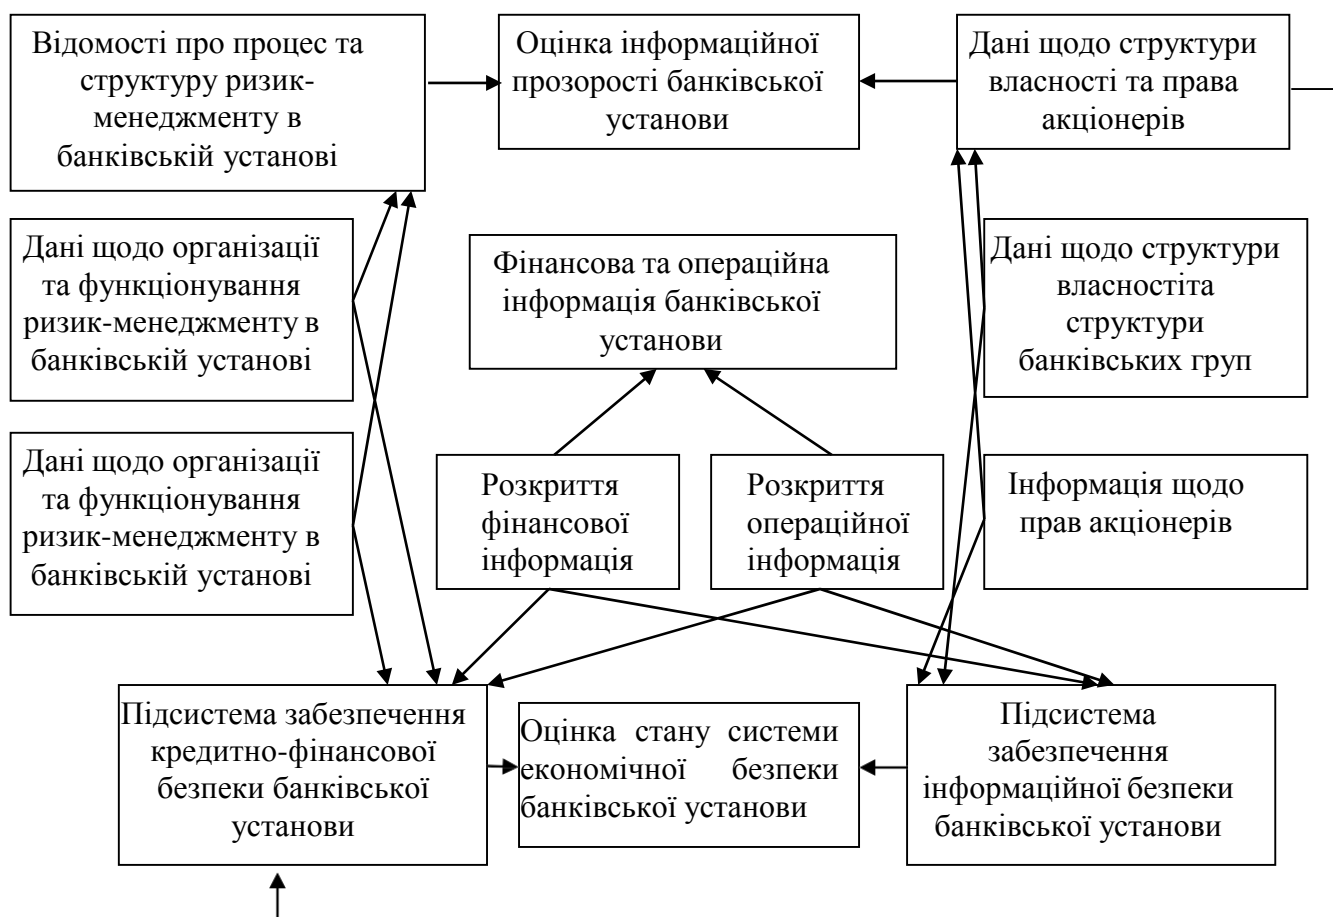 Відомості про процес та
структуру ризик-
менеджменту в
банківській установі
Оцінка інформаційної
прозорості банківської
установи
Дані щодо структури
власності та права
акціонерів
Дані щодо організації
та функціонування
ризик-менеджменту в
банківській установі
Фінансова та операційна
інформація банківської
установи
Дані щодо структури
власностіта
структури
банківських груп
Дані щодо організації
та функціонування
ризик-менеджменту в
банківській установі
Розкриття
фінансової
інформація
Розкриття
операційної
інформація
Інформація щодо
прав акціонерів
Підсистема забезпечення
кредитно-фінансової
безпеки банківської
установи
Оцінка стану системи
економічної безпеки
банківської установи
Підсистема
забезпечення
інформаційної безпеки
банківської установи